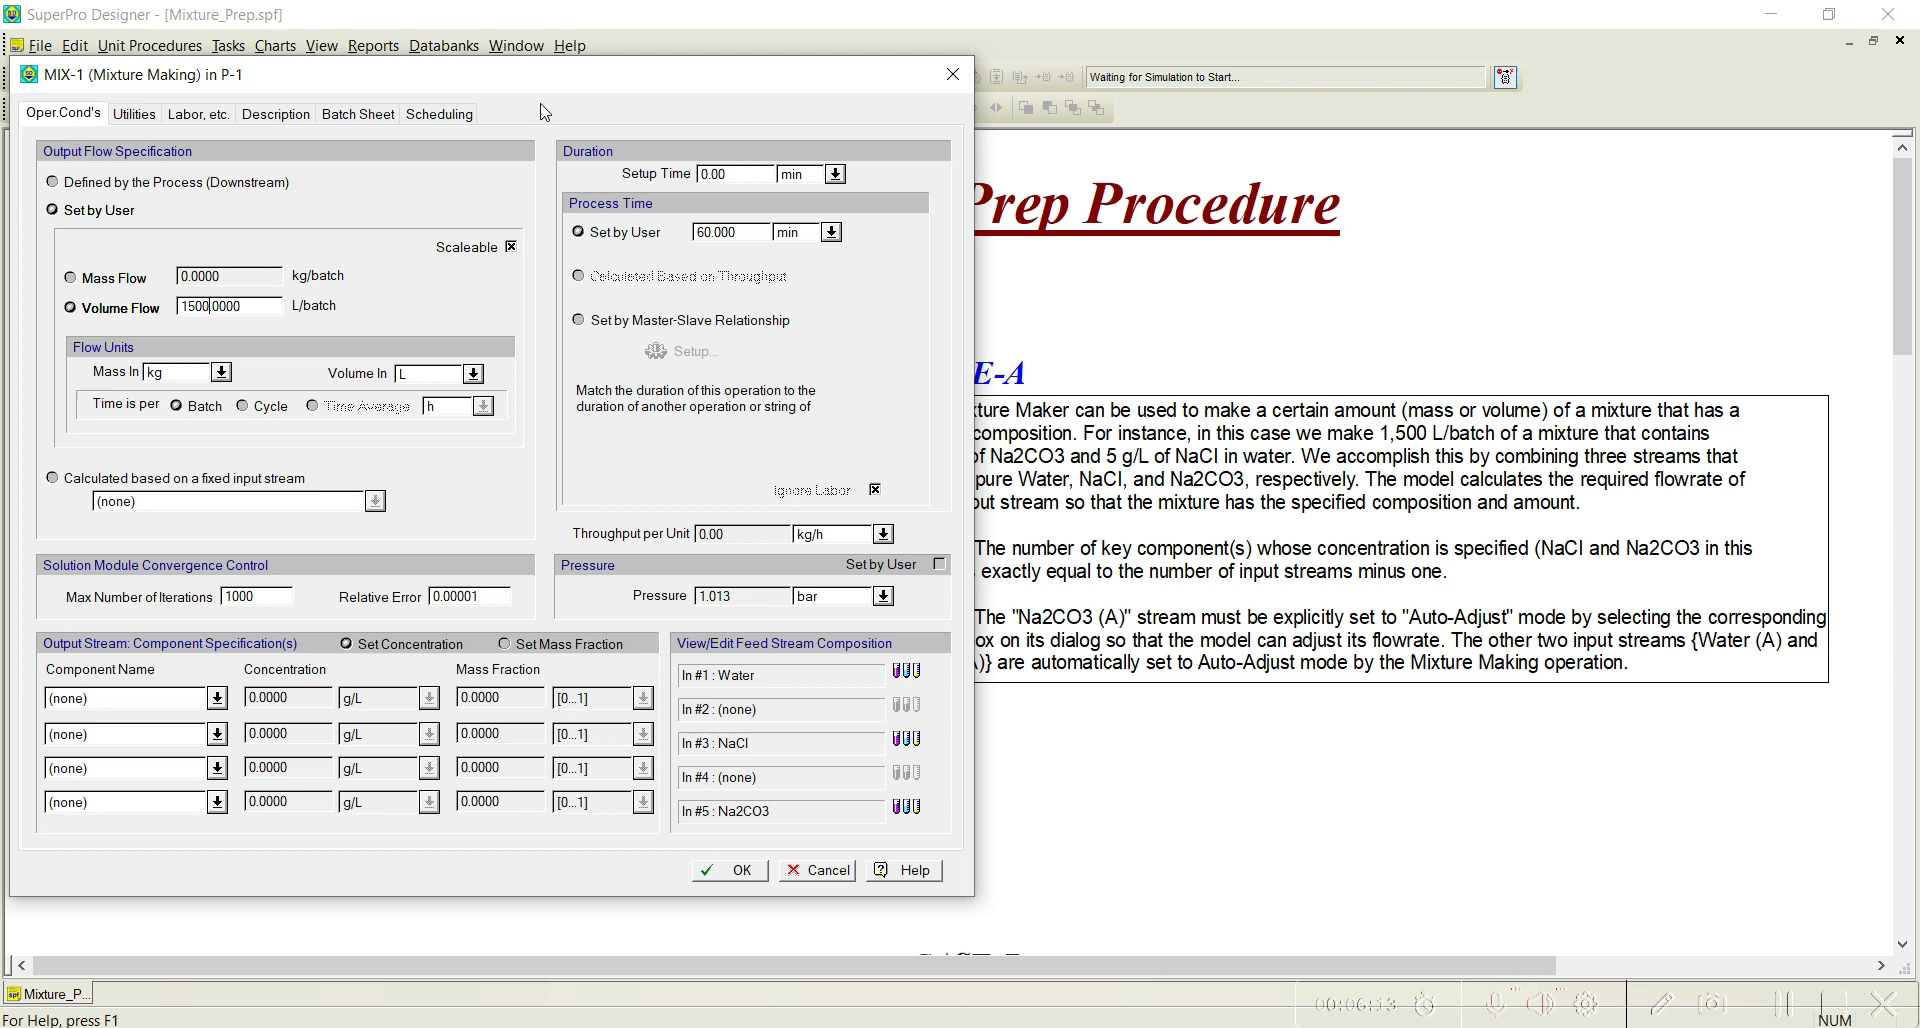 SuperPro Designer - [Mixture_Prep.spf]
File Edit Unit Procedures Tasks Charts View Reports Databanks Window Help
MIX-1 (Mixture Making) in P-1
Waiting for Simulation to Start...
Oper.Cond's Utilities Labor, etc. Description Batch Sheet Scheduling
Output Flow Specification
Defined by the Process (Downstream)
Set by User
Scaleable
Mass Flow 0.0000 kg/batch
Volume Flow 1500.0000 L/batch
Flow Units
Mass In kg Volume In L
Time is per Batch Cycle Time Average h
Calculated based on a fixed input stream
(none)
Duration
Setup Time 0.00 min
Process Time
Set by User 60.000 min
Calculated Based on Throughput
Set by Master-Slave Relationship
Setup...
Match the duration of this operation to the
duration of another operation or string of
Ignore Labor
Throughput per Unit 0.00 kg/h
Solution Module Convergence Control
Max Number of Iterations 1000 Relative Error 0.00001
Pressure Set by User
Pressure 1.013 bar
Output Stream: Component Specification(s) Set Concentration Set Mass Fraction
Component Name Concentration Mass Fraction
(none) 0.0000 g/L 0.0000 [0...1]
(none) 0.0000 g/L 0.0000 [0...1]
(none) 0.0000 g/L 0.0000 [0...1]
(none) 0.0000 g/L 0.0000 [0...1]
View/Edit Feed Stream Composition
In #1 : Water
In #2 : (none)
In #3 : NaCl
In #4 : (none)
In #5 : Na2CO3
OK Cancel Help
Prep Procedure
E-A
ture Maker can be used to make a certain amount (mass or volume) of a mixture that has a
composition. For instance, in this case we make 1,500 L/batch of a mixture that contains
of Na2CO3 and 5 g/L of NaCl in water. We accomplish this by combining three streams that
pure Water, NaCl, and Na2CO3, respectively. The model calculates the required flowrate of
ut stream so that the mixture has the specified composition and amount.
The number of key component(s) whose concentration is specified (NaCl and Na2CO3 in this
exactly equal to the number of input streams minus one.
The "Na2CO3 (A)" stream must be explicitly set to "Auto-Adjust" mode by selecting the corresponding
ox on its dialog so that the model can adjust its flowrate. The other two input streams {Water (A) and
)} are automatically set to Auto-Adjust mode by the Mixture Making operation.
Mixture_P...
00:06:13
For Help, press F1
NUM